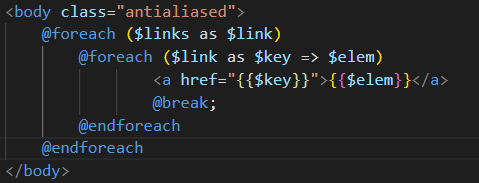 <body class="antialiased">
@foreach ($links as $link)
@foreach ($link as $key => $elem)
<a href="{{$key}}">{{$elem}}</a>
@break;
@endforeach
@endforeach
</body>